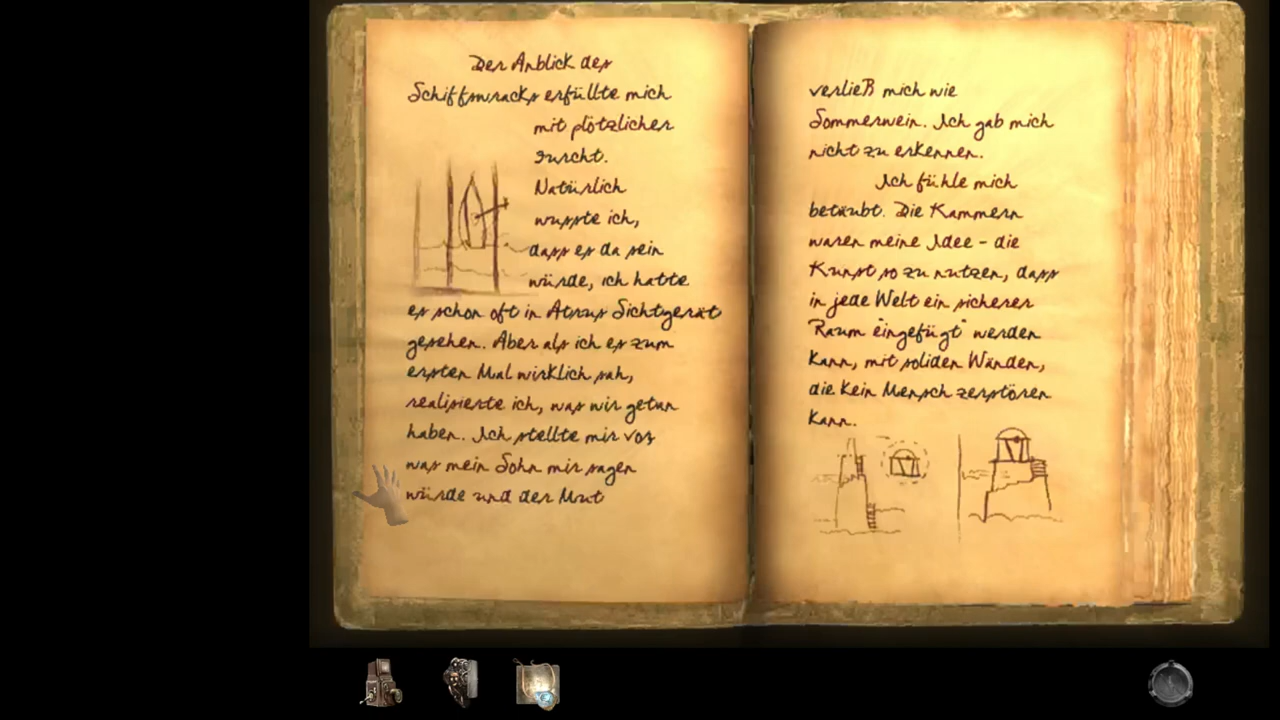 Der Anblick des
Schiffswracks erfüllte mich
mit plötzlicher
Furcht.
Natürlich
wusste ich,
dass es da sein
würde, ich hatte
es schon oft in Atrus Sichtgerät
gesehen. Aber als ich es zum
ersten Mal wirklich sah,
realisierte ich, was wir getan
haben. Ich stellte mir vor
was mein Sohn mir sagen
würde und der Mut
verließ mich wie
Sommerwein. Ich gab mich
nicht zu erkennen.
Ich fühle mich
betäubt. Die Kammern
waren meine Idee - die
Kunst so zu nutzen, dass
in jede Welt ein sicherer
Raum "eingefügt" werden
kann, mit soliden Wänden,
die kein Mensch zerstören
kann.